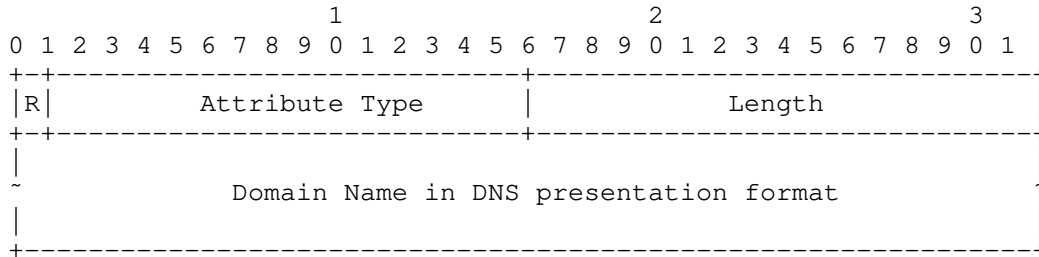 1                   2                   3
0 1 2 3 4 5 6 7 8 9 0 1 2 3 4 5 6 7 8 9 0 1 2 3 4 5 6 7 8 9 0 1
+-+-----------------------------+-------------------------------
|R|         Attribute Type      |            Length
+-+-----------------------------+-------------------------------
|
~             Domain Name in DNS presentation format            ~
|
+---------------------------------------------------------------